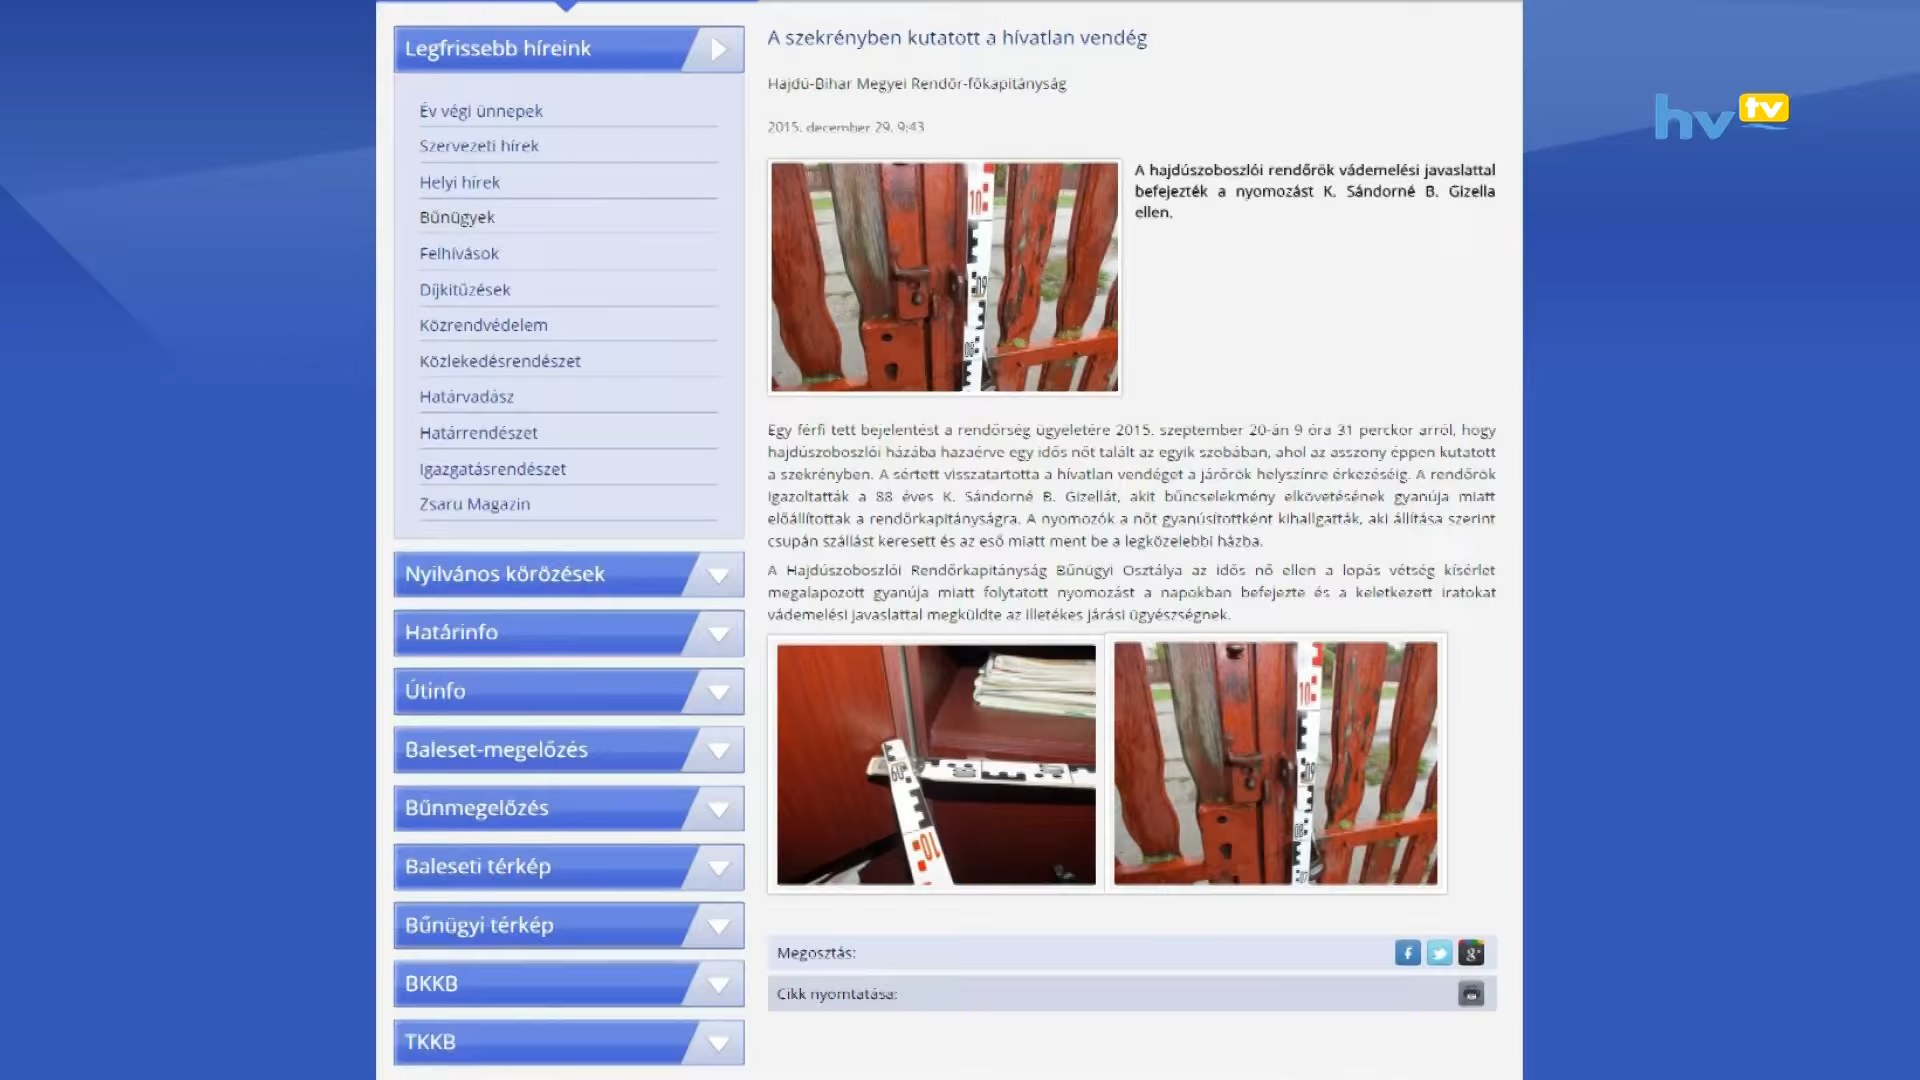 Legfrissebb híreink
Év végi ünnepek
Szervezeti hírek
Helyi hírek
Bűnügyek
Felhívások
Díjkitűzések
Közrendvédelem
Közlekedésrendészet
Határvadász
Határrendészet
Igazgatásrendészet
Zsaru Magazin
Nyilvános körözések
Határinfo
Útinfo
Baleset-megelőzés
Bűnmegelőzés
Baleseti térkép
Bűnügyi térkép
BKKB
TKKB
A szekrényben kutatott a hívatlan vendég
Hajdú-Bihar Megyei Rendőr-főkapitányság
2015. december 29. 9:43
A hajdúszoboszlói rendőrök vádemelési javaslattal
befejezték a nyomozást K. Sándorné B. Gizella
ellen.
Egy férfi tett bejelentést a rendőrség ügyeletére 2015. szeptember 20-án 9 óra 31 perckor arról, hogy
hajdúszoboszlói házába hazaérve egy idős nőt talált az egyik szobában, ahol az asszony éppen kutatott
a szekrényben. A sértett visszatartotta a hívatlan vendéget a járőrök helyszínre érkezéséig. A rendőrök
igazoltatták a 88 éves K. Sándorné B. Gizellát, akit bűncselekmény elkövetésének gyanúja miatt
előállítottak a rendőrkapitányságra. A nyomozók a nőt gyanúsítottként kihallgatták, aki állítása szerint
csupán szállást keresett és az eső miatt ment be a legközelebbi házba.
A Hajdúszoboszlói Rendőrkapitányság Bűnügyi Osztálya az idős nő ellen a lopás vétség kísérlet
megalapozott gyanúja miatt folytatott nyomozást a napokban befejezte és a keletkezett iratokat
vádemelési javaslattal megküldte az illetékes járási ügyészségnek.
10
09
60
10
10
09
Megosztás:
Cikk nyomtatása:
hv tv